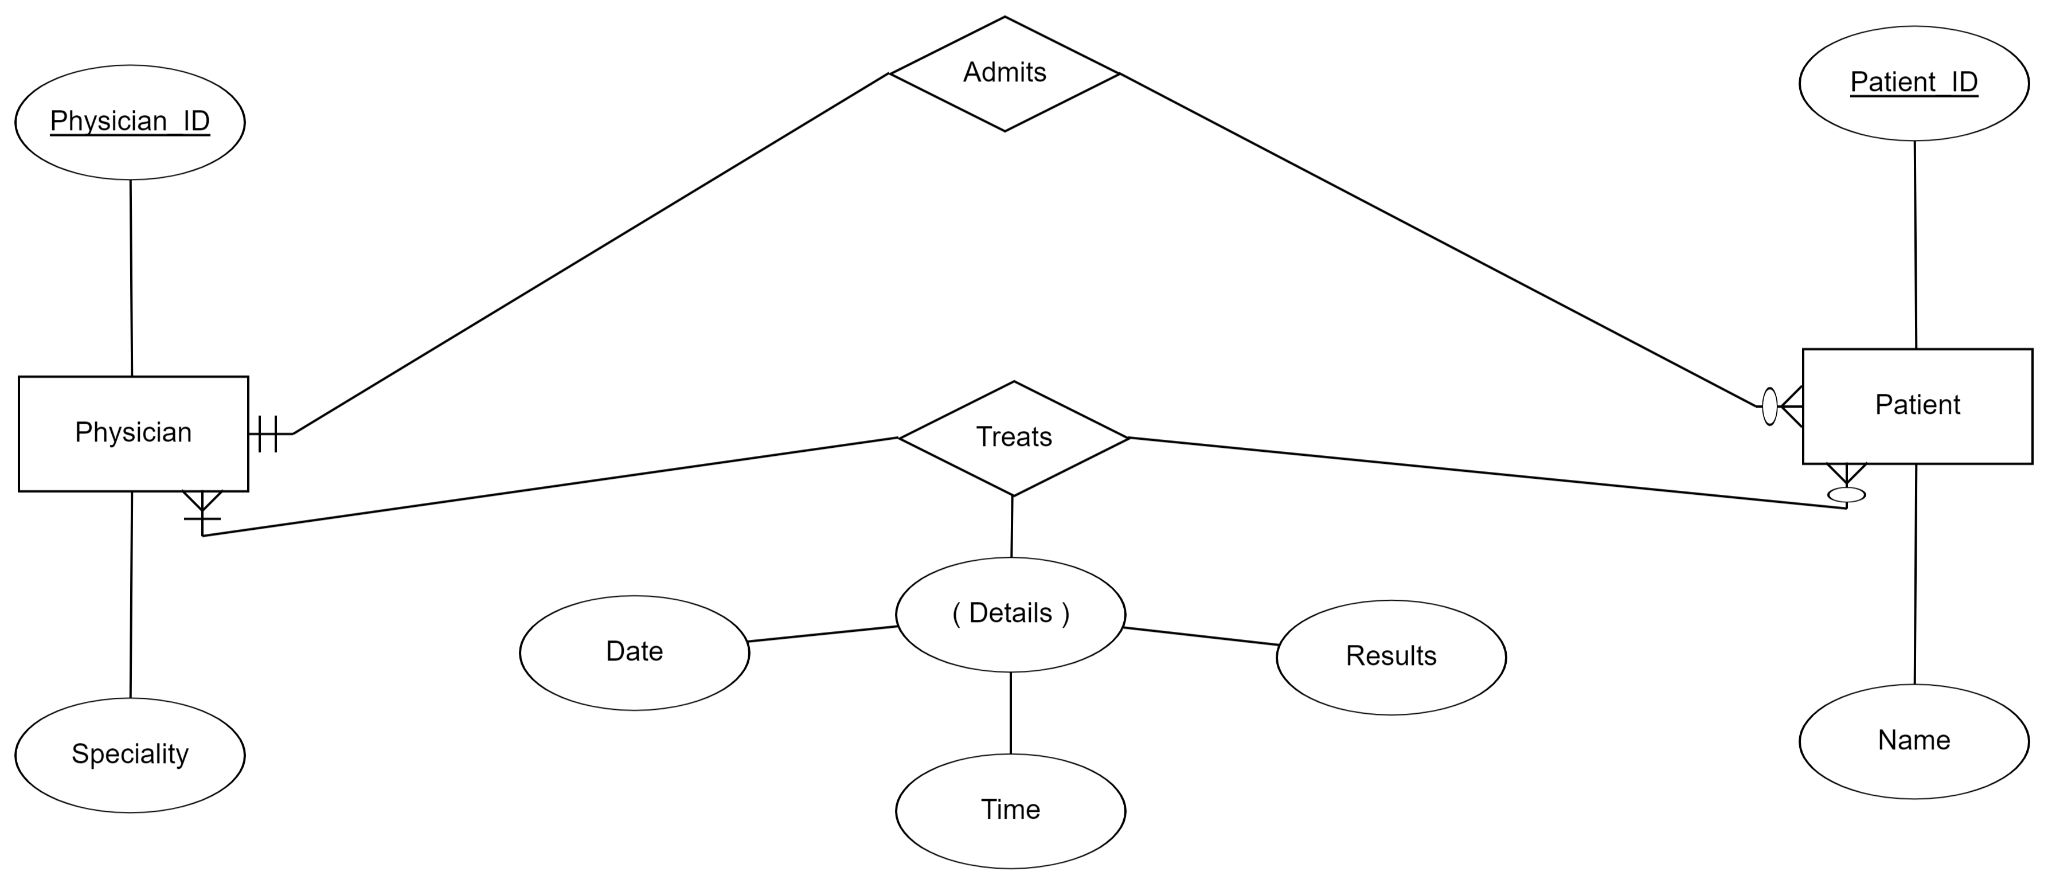 Admits
Patient_ID
Physician_ID
Patient
Physician
Treats
( Details )
Date
Results
Name
Speciality
Time